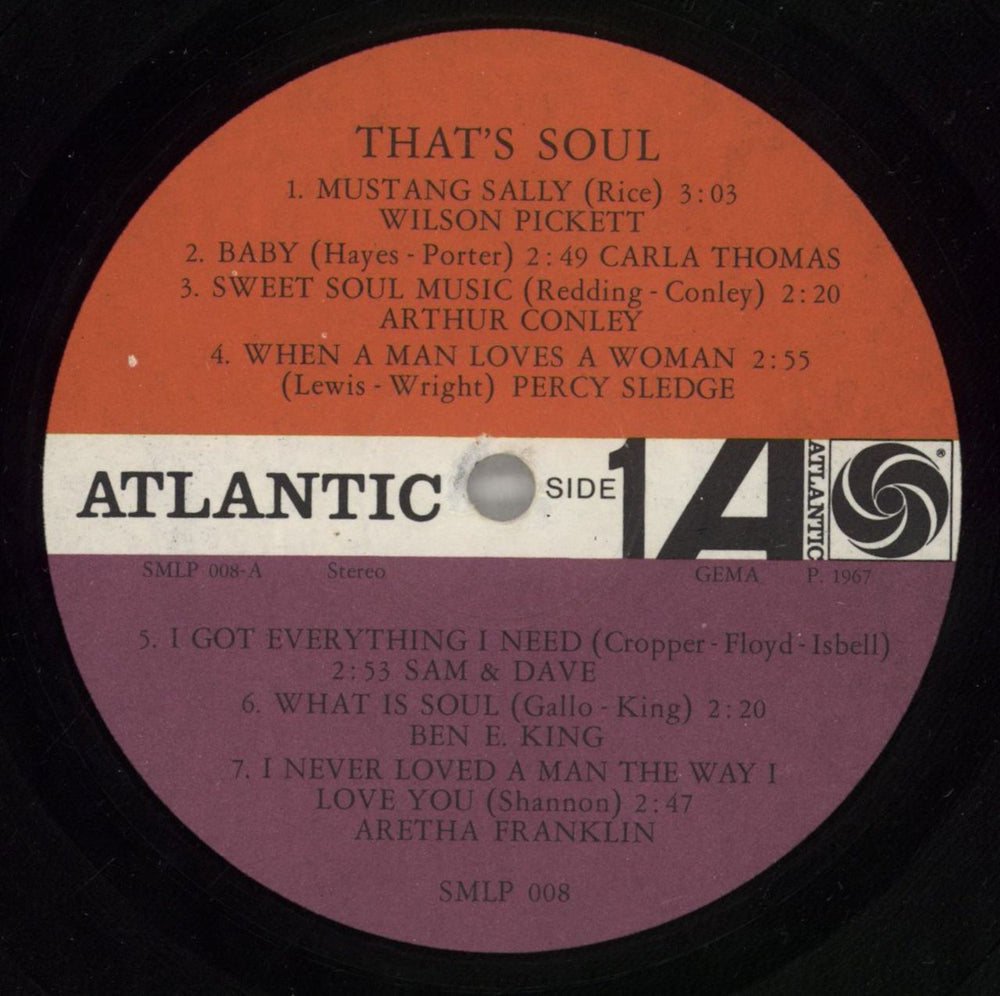 THAT'S SOUL
1. MUSTANG SALLY (Rice) 3:03
WILSON PICKETT
2. BABY (Hayes - Porter) 2:49 CARLA THOMAS
3. SWEET SOUL MUSIC (Redding - Conley) 2:20
ARTHUR CONLEY
4. WHEN A MAN LOVES A WOMAN 2:55
(Lewis - Wright) PERCY SLEDGE
ATLANTIC SIDE 1 A ATLANTIC ®
SMLP 008-A Stereo GEMA P. 1967
5. I GOT EVERYTHING I NEED (Cropper - Floyd - Isbell)
2:53 SAM & DAVE
6. WHAT IS SOUL (Gallo - King) 2:20
BEN E. KING
7. I NEVER LOVED A MAN THE WAY I
LOVE YOU (Shannon) 2:47
ARETHA FRANKLIN
SMLP 008